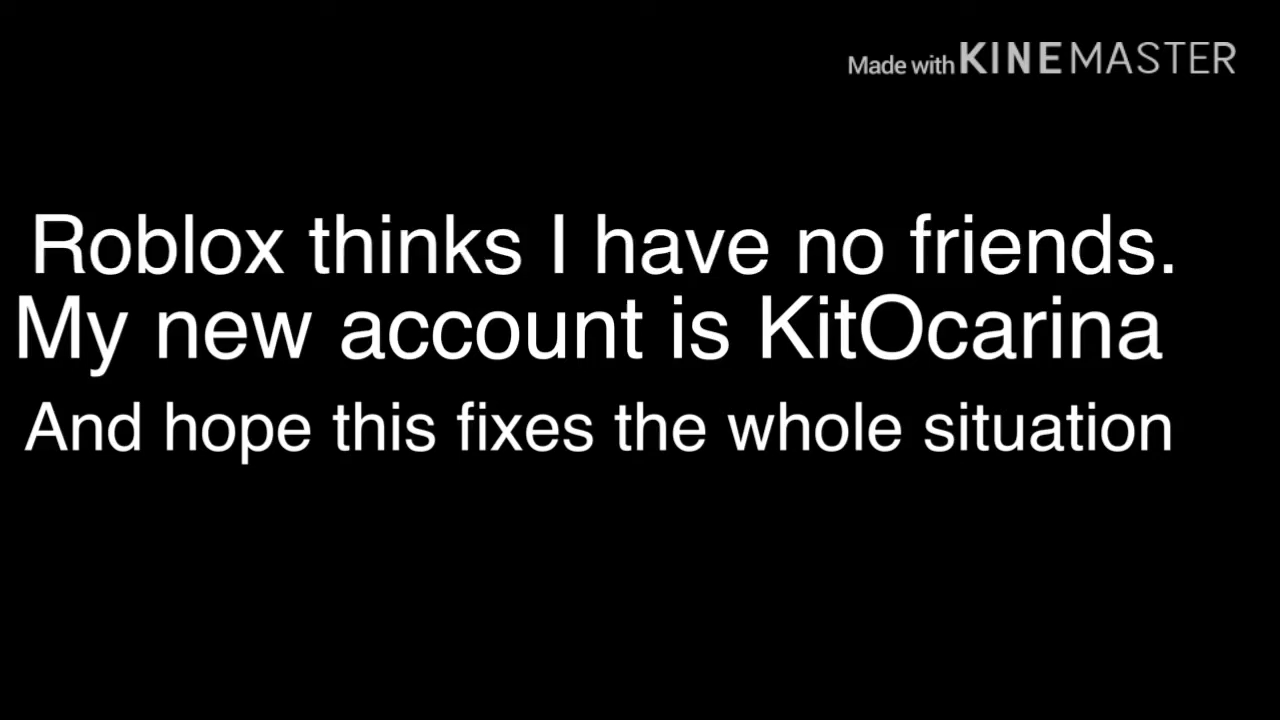 Made with KINEMASTER
Roblox thinks I have no friends.
My new account is KitOcarina
And hope this fixes the whole situation